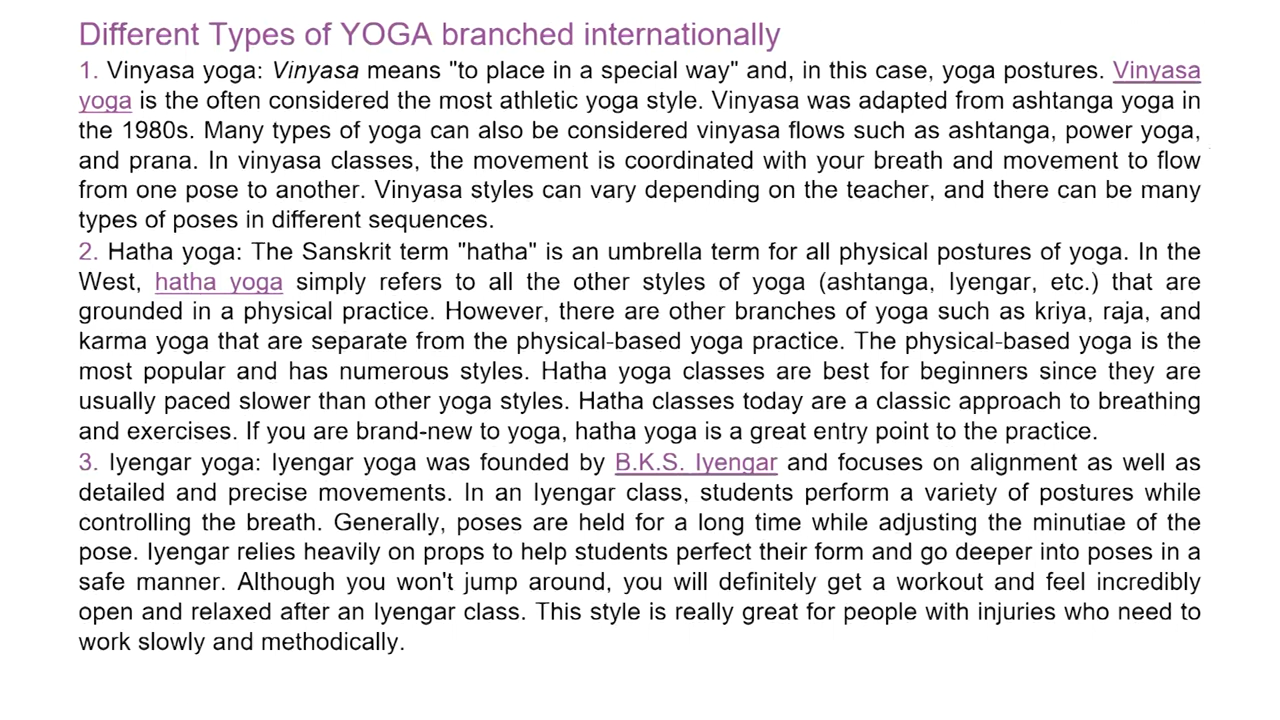 Different Types of YOGA branched internationally
1. Vinyasa yoga: Vinyasa means "to place in a special way" and, in this case, yoga postures. Vinyasa
yoga is the often considered the most athletic yoga style. Vinyasa was adapted from ashtanga yoga in
the 1980s. Many types of yoga can also be considered vinyasa flows such as ashtanga, power yoga,
and prana. In vinyasa classes, the movement is coordinated with your breath and movement to flow
from one pose to another. Vinyasa styles can vary depending on the teacher, and there can be many
types of poses in different sequences.
2. Hatha yoga: The Sanskrit term "hatha" is an umbrella term for all physical postures of yoga. In the
West, hatha yoga simply refers to all the other styles of yoga (ashtanga, Iyengar, etc.) that are
grounded in a physical practice. However, there are other branches of yoga such as kriya, raja, and
karma yoga that are separate from the physical-based yoga practice. The physical-based yoga is the
most popular and has numerous styles. Hatha yoga classes are best for beginners since they are
usually paced slower than other yoga styles. Hatha classes today are a classic approach to breathing
and exercises. If you are brand-new to yoga, hatha yoga is a great entry point to the practice.
3. Iyengar yoga: Iyengar yoga was founded by B.K.S. Iyengar and focuses on alignment as well as
detailed and precise movements. In an Iyengar class, students perform a variety of postures while
controlling the breath. Generally, poses are held for a long time while adjusting the minutiae of the
pose. Iyengar relies heavily on props to help students perfect their form and go deeper into poses in a
safe manner. Although you won't jump around, you will definitely get a workout and feel incredibly
open and relaxed after an Iyengar class. This style is really great for people with injuries who need to
work slowly and methodically.